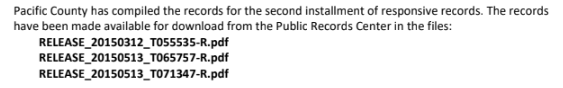 Pacific County has compiled the records for the second installment of responsive records. The records
have been made available for download from the Public Records Center in the files:
RELEASE_20150312_T055535-R.pdf
RELEASE_20150513_T065757-R.pdf
RELEASE_20150513_T071347-R.pdf